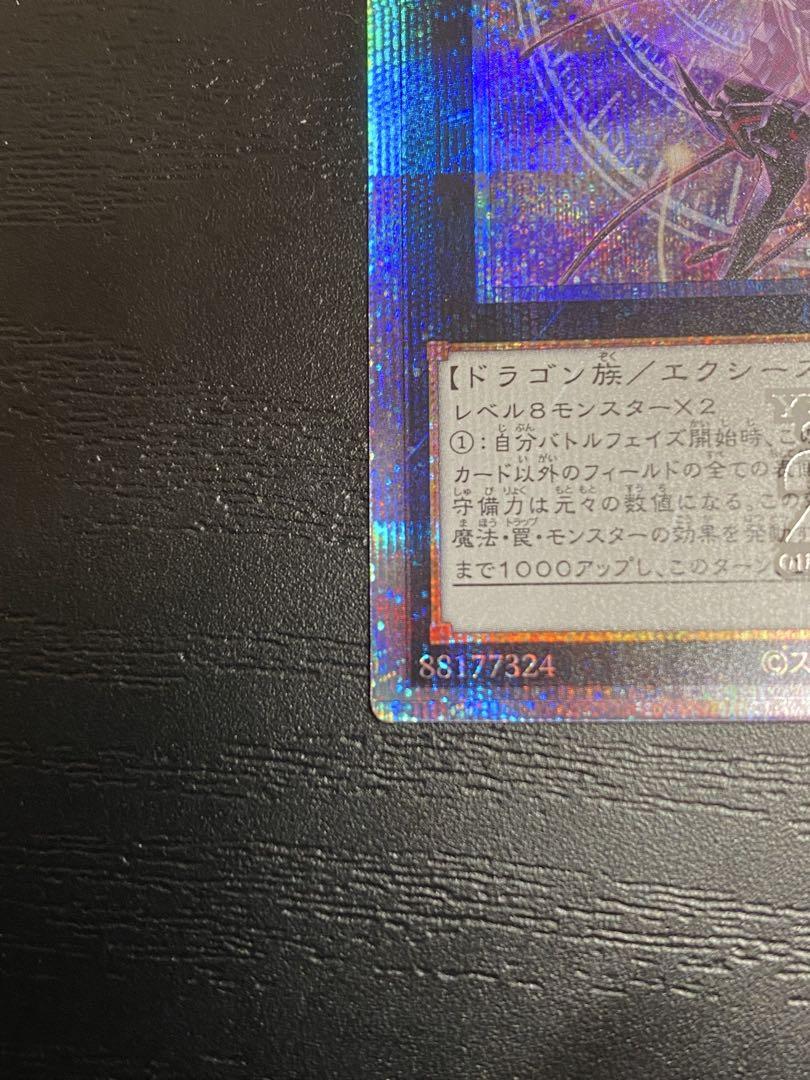 【ドラゴン族／エクシーズ
レベル8モンスター×2
①:自分バトルフェイズ開始時、この
カード以外のフィールドの全ての表側
守備力は元々の数値になる。この
魔法・罠・モンスターの効果を発動
まで1000アップし、このターン、
88177324
©ス